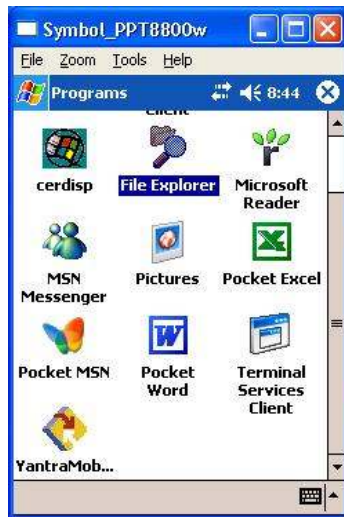 Symbol_PPT8800w
File Zoom Tools Help
Programs 8:44
Client
cerdisp File Explorer Microsoft
Reader
MSN Pictures Pocket Excel
Messenger
Pocket MSN Pocket Terminal
Word Services
Client
YantraMob...